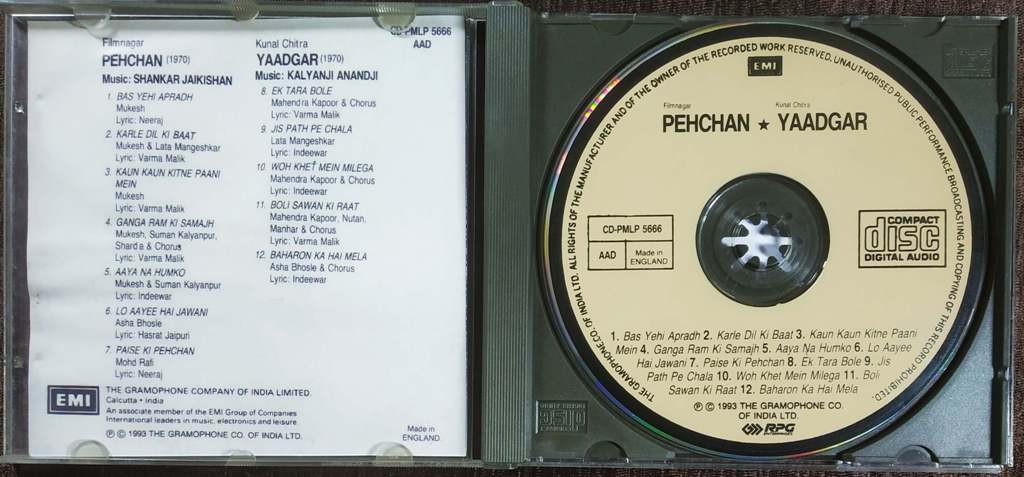 CD-PMLP 5666
AAD
Filmnagar
PEHCHAN (1970)
Music: SHANKAR JAIKISHAN
1. BAS YEHI APRADH
Mukesh
Lyric: Neeraj
2. KARLE DIL KI BAAT
Mukesh & Lata Mangeshkar
Lyric: Varma Malik
3. KAUN KAUN KITNE PAANI
MEIN
Mukesh
Lyric: Varma Malik
4. GANGA RAM KI SAMAJH
Mukesh, Suman Kalyanpur,
Sharda & Chorus
Lyric: Varma Malik
5. AAYA NA HUMKO
Mukesh & Suman Kalyanpur
Lyric: Indeewar
6. LO AAYEE HAI JAWANI
Asha Bhosle
Lyric: Hasrat Jaipuri
7. PAISE KI PEHCHAN
Mohd Rafi
Lyric: Neeraj
Kunal Chitra
YAADGAR (1970)
Music: KALYANJI ANANDJI
8. EK TARA BOLE
Mahendra Kapoor & Chorus
Lyric: Varma Malik
9. JIS PATH PE CHALA
Lata Mangeshkar
Lyric: Indeewar
10. WOH KHET MEIN MILEGA
Mahendra Kapoor & Chorus
Lyric: Indeewar
11. BOLI SAWAN KI RAAT
Mahendra Kapoor, Nutan,
Manhar & Chorus
Lyric: Varma Malik
12. BAHARON KA HAI MELA
Asha Bhosle & Chorus
Lyric: Indeewar
EMI
THE GRAMOPHONE COMPANY OF INDIA LIMITED.
Calcutta • India
An associate member of the EMI Group of Companies
International leaders in music, electronics and leisure
℗ © 1993 THE GRAMOPHONE CO. OF INDIA LTD.
Made in
ENGLAND
THE GRAMOPHONE CO. OF INDIA LTD. ALL RIGHTS OF THE MANUFACTURER AND OF THE OWNER OF THE RECORDED WORK RESERVED. UNAUTHORISED PUBLIC PERFORMANCE BROADCASTING AND COPYING OF THIS RECORD PROHIBITED.
EMI
Filmnagar
Kunal Chitra
PEHCHAN ★ YAADGAR
CD-PMLP 5666
AAD
Made in
ENGLAND
COMPACT
disc
DIGITAL AUDIO
1. Bas Yehi Apradh 2. Karle Dil Ki Baat 3. Kaun Kaun Kitne Paani
Mein 4. Ganga Ram Ki Samajh 5. Aaya Na Humko 6. Lo Aayee
Hai Jawani 7. Paise Ki Pehchan 8. Ek Tara Bole 9. Jis
Path Pe Chala 10. Woh Khet Mein Milega 11. Boli
Sawan Ki Raat 12. Baharon Ka Hai Mela
℗ © 1993 THE GRAMOPHONE CO.
OF INDIA LTD.
RPG
ENTERPRISES